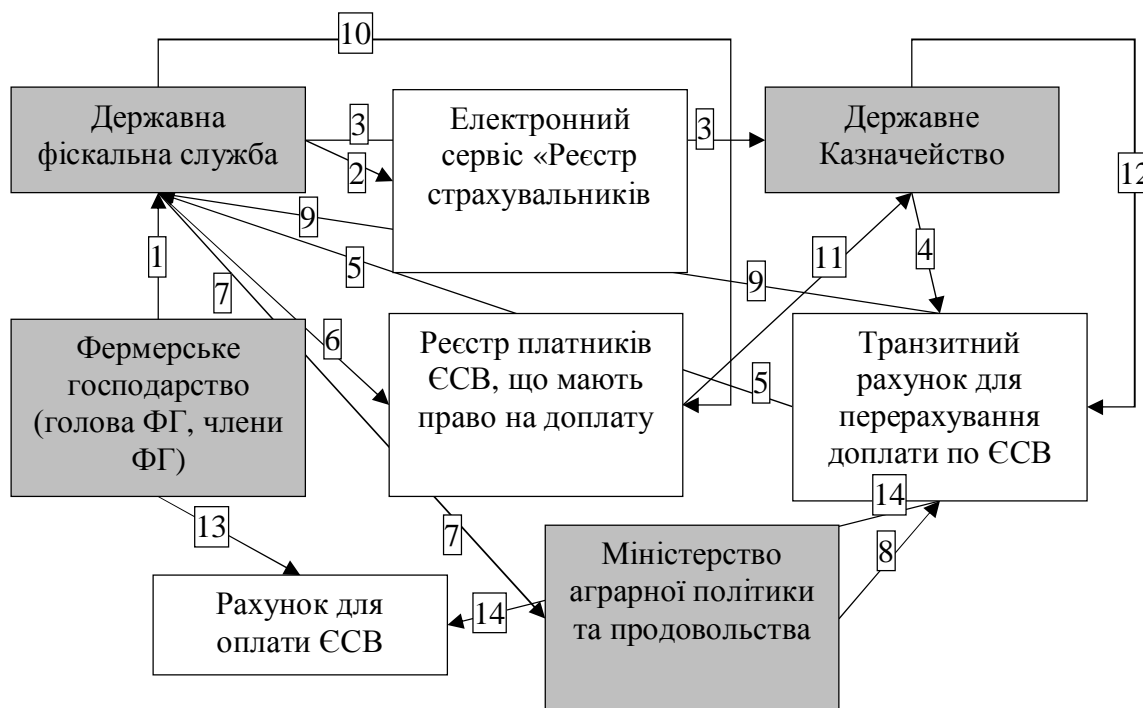 10
Державна
фіскальна служба
3
2
Електронний
сервіс «Реєстр
страхувальників
3
Державне
Казначейство
12
1
9
5
7
11
4
9
Фермерське
господарство
(голова ФГ, члени
ФГ)
6
Реєстр платників
ЄСВ, що мають
право на доплату
5
Транзитний
рахунок для
перерахування
доплати по ЄСВ
13
7
14
8
Рахунок для
оплати ЄСВ
14
Міністерство
аграрної політики
та продовольства